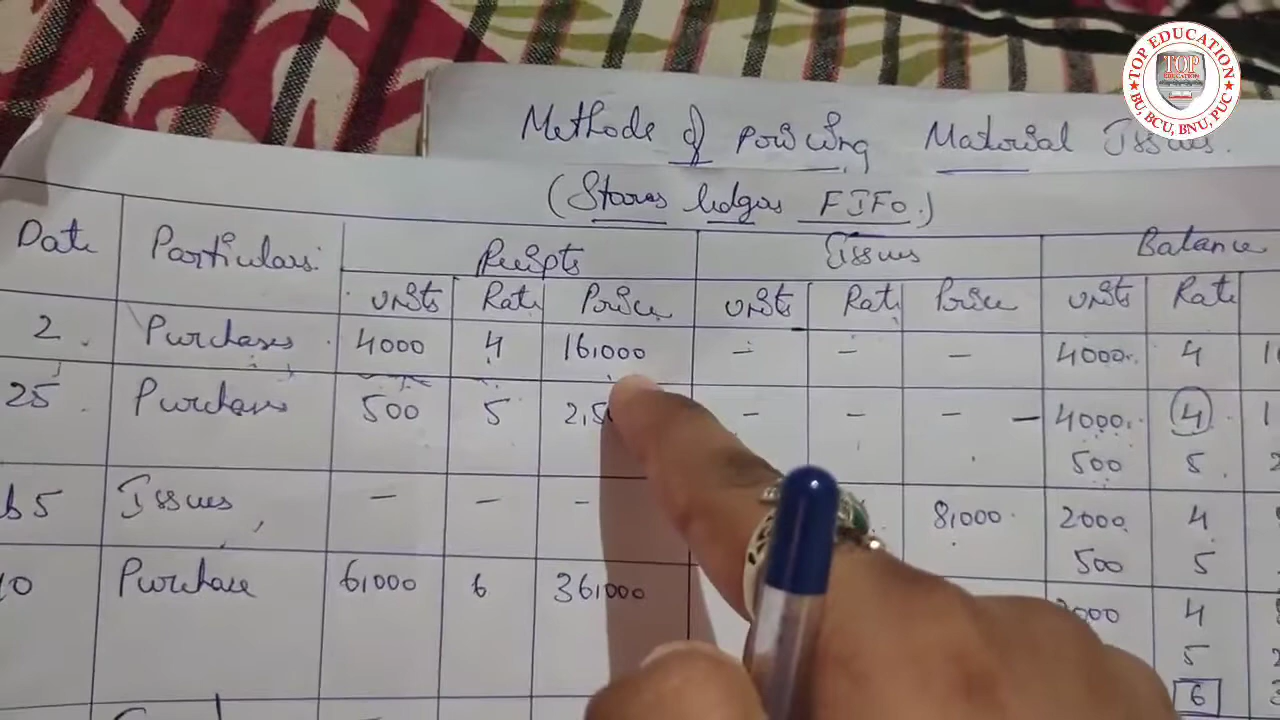 TOP EDUCATION
TOP
EDUCATION
BU, BCU, BNU, PUC
Methods of Pricing Material Issues.
(Stores ledger FIFO.)
Date Particulars. Receipts Issues Balance
Units Rate Price Units Rate Price Units Rate
2 Purchases 4000 4 16,000 - - - 4000 4
25 Purchases 500 5 - - - 4000 4
500 5
5 Issues - - - 8,000 2000 4
500 5
10 Purchase 6,000 6 36,000 4
5
6